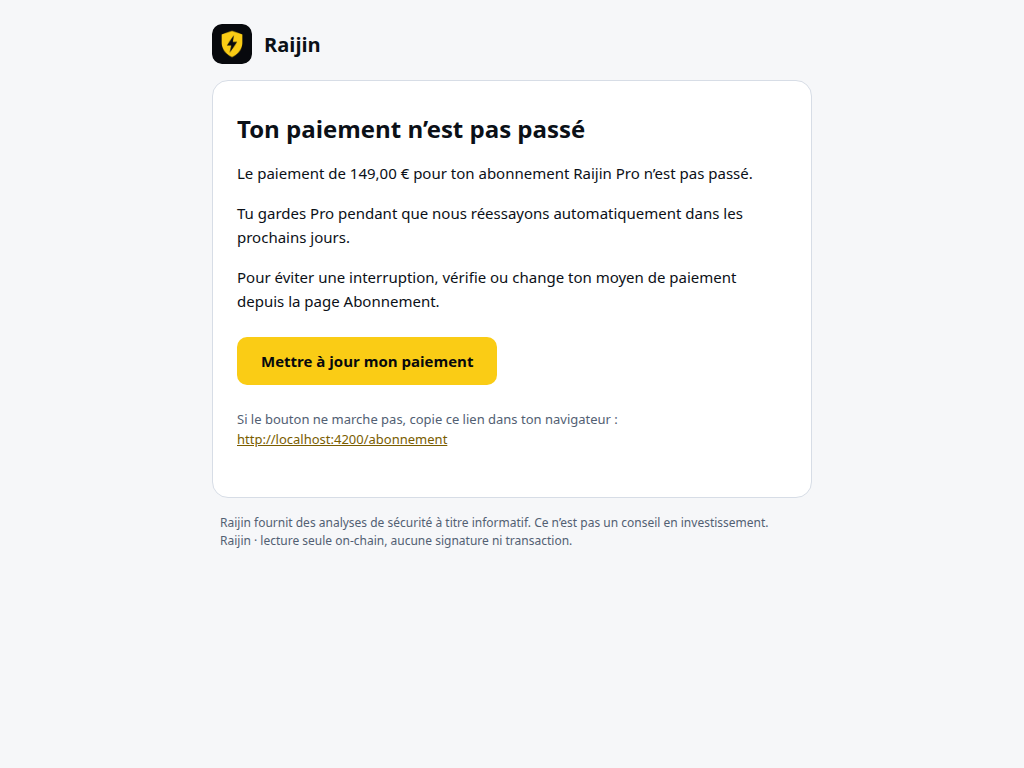 Raijin
Ton paiement n’est pas passé
Le paiement de 149,00 € pour ton abonnement Raijin Pro n’est pas passé.
Tu gardes Pro pendant que nous réessayons automatiquement dans les
prochains jours.
Pour éviter une interruption, vérifie ou change ton moyen de paiement
depuis la page Abonnement.
Mettre à jour mon paiement
Si le bouton ne marche pas, copie ce lien dans ton navigateur :
http://localhost:4200/abonnement
Raijin fournit des analyses de sécurité à titre informatif. Ce n’est pas un conseil en investissement.
Raijin · lecture seule on-chain, aucune signature ni transaction.